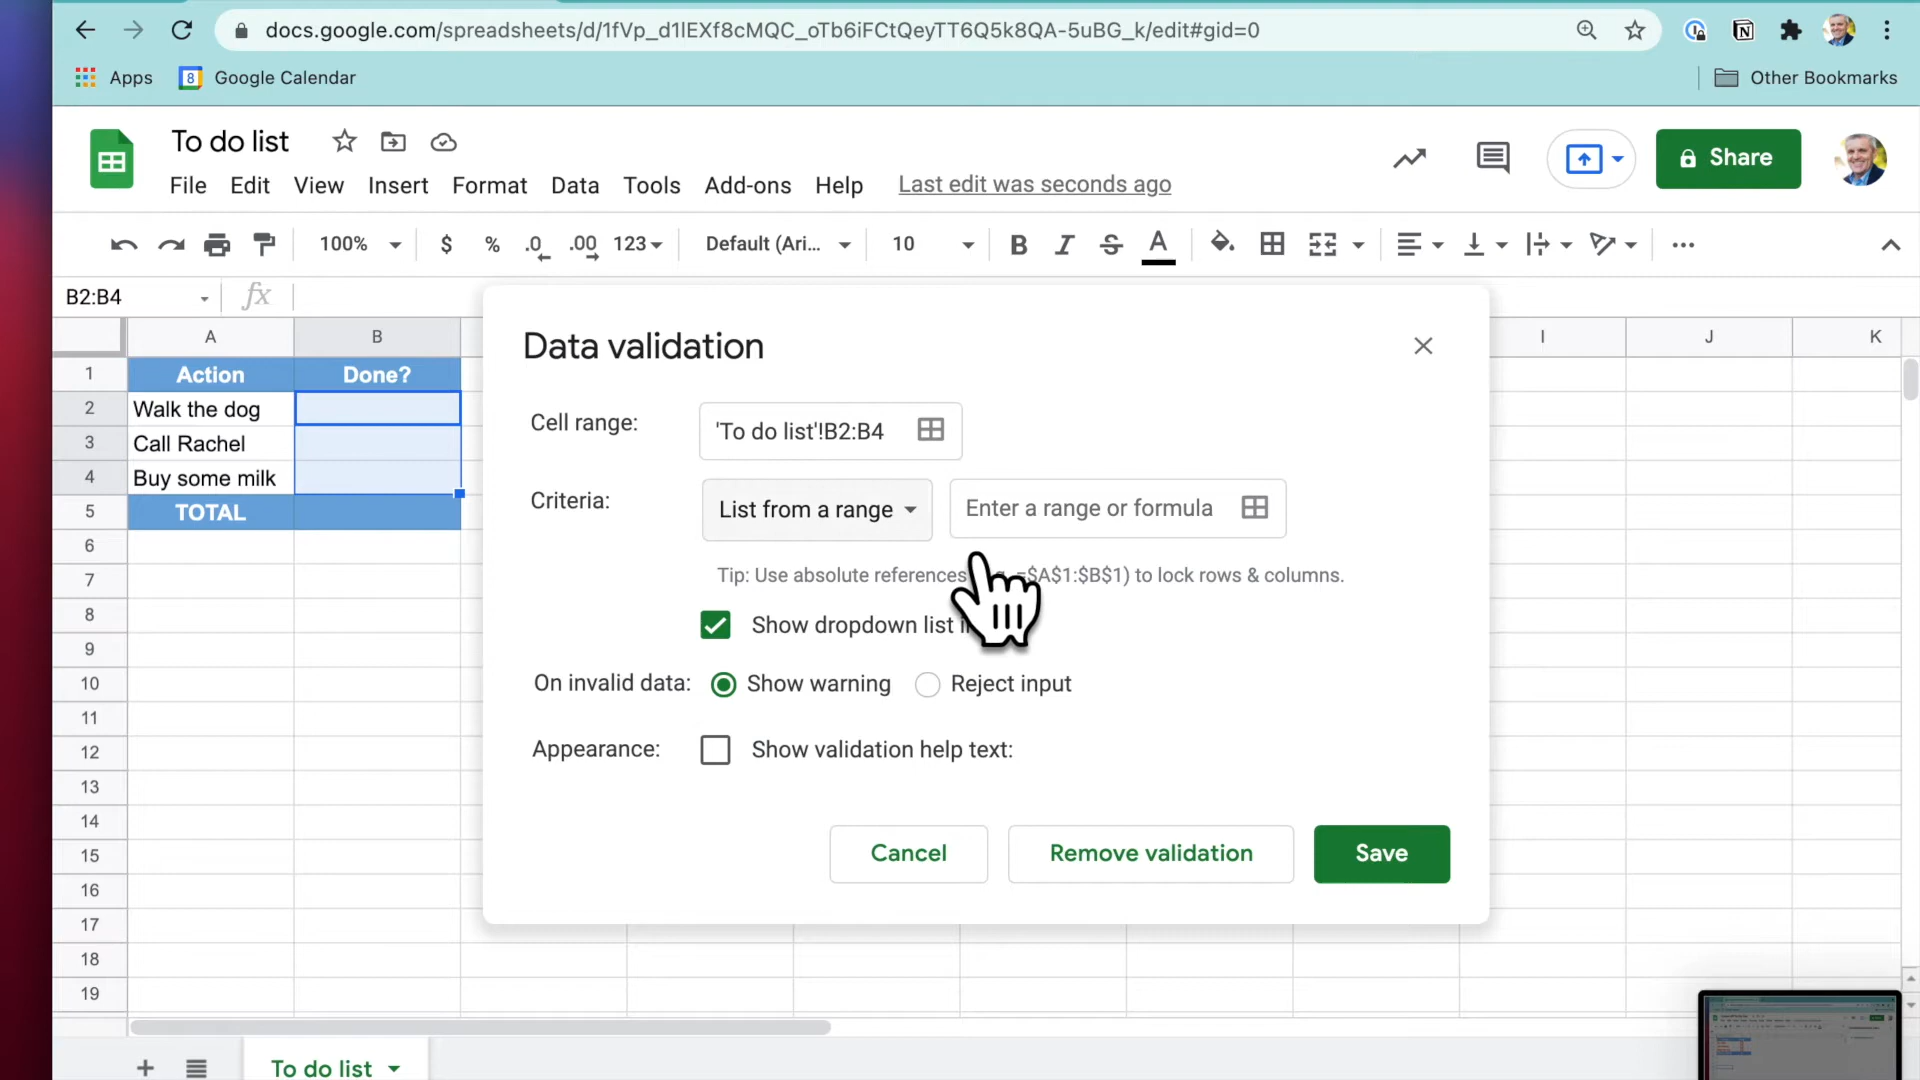 docs.google.com/spreadsheets/d/1fVp_d1lEXf8cMQC_oTb6iFCtQeyTT6Q5k8QA-5uBG_k/edit#gid=0
Apps
8
Google Calendar
Other Bookmarks
To do list
File Edit View Insert Format Data Tools Add-ons Help Last edit was seconds ago
Share
100% $ % .0 .00 123 Default (Ari... 10 B I S A
B2:B4 fx
A B I J K
Data validation
1 Action Done?
2 Walk the dog
3 Call Rachel
4 Buy some milk
5 TOTAL
6
7
8
9
10
11
12
13
14
15
16
17
18
19
Cell range: 'To do list'!B2:B4
Criteria: List from a range Enter a range or formula
Tip: Use absolute references =$A$1:$B$1) to lock rows & columns.
Show dropdown list
On invalid data: Show warning Reject input
Appearance: Show validation help text:
Cancel Remove validation Save
To do list